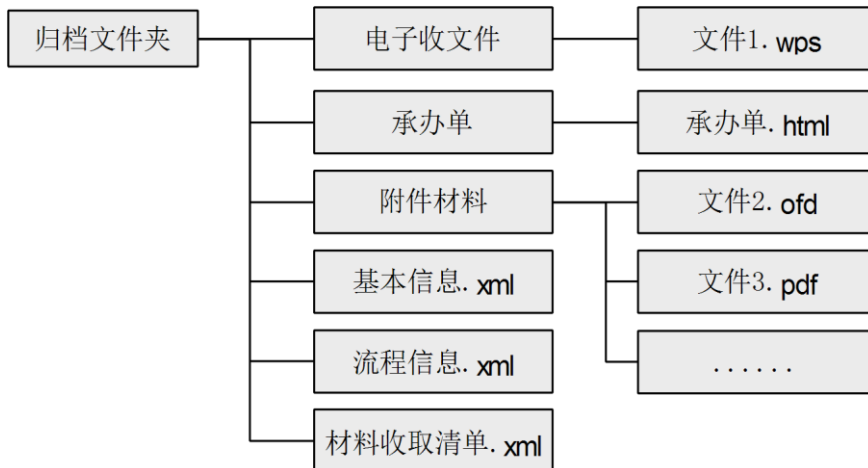 归档文件夹
电子收文件
文件1.wps
承办单
承办单.html
附件材料
文件2.ofd
基本信息.xml
文件3.pdf
流程信息.xml
......
材料收取清单.xml